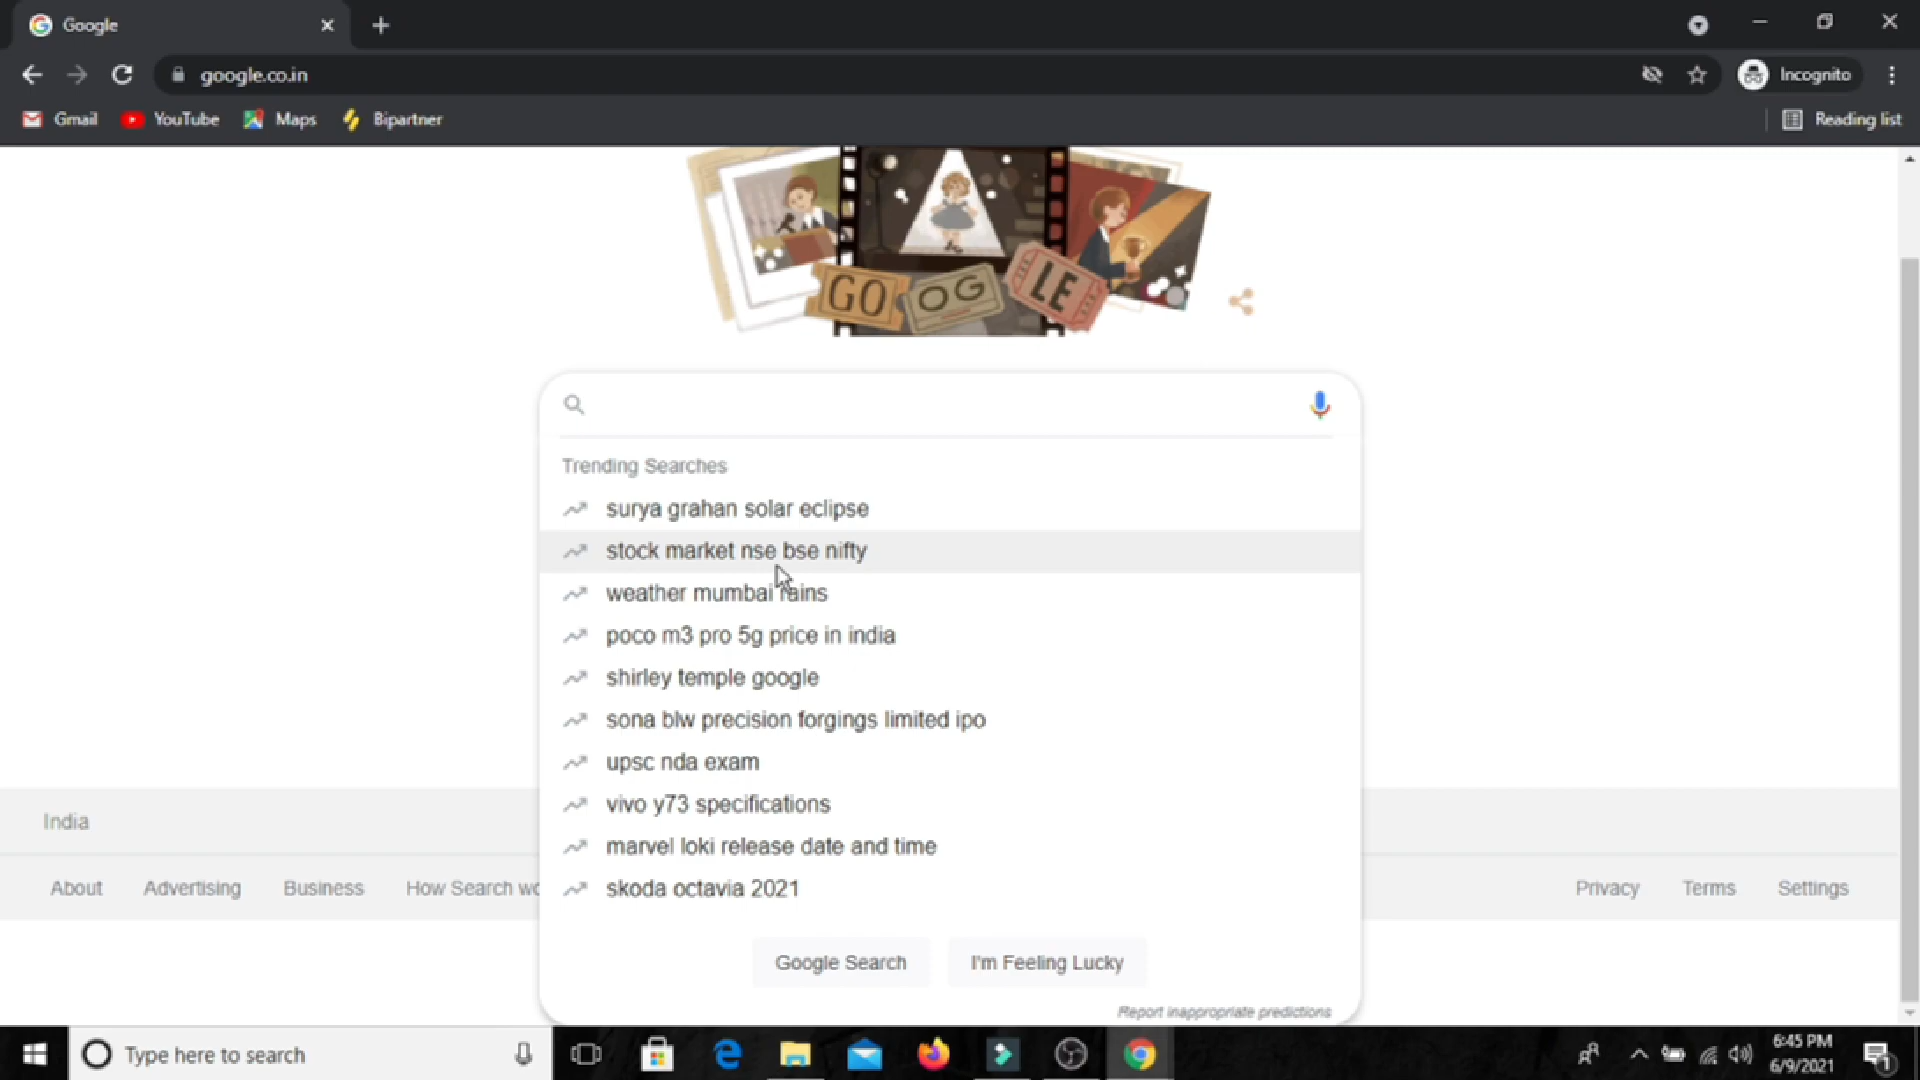 Google
google.co.in
Incognito
Gmail
YouTube
Maps
Bipartner
Reading list
GO OG LE
Trending Searches
surya grahan solar eclipse
stock market nse bse nifty
weather mumbai rains
poco m3 pro 5g price in india
shirley temple google
sona blw precision forgings limited ipo
upsc nda exam
vivo y73 specifications
marvel loki release date and time
skoda octavia 2021
Google Search
I'm Feeling Lucky
Report inappropriate predictions
India
About
Advertising
Business
How Search wo
Privacy
Terms
Settings
Type here to search
6:45 PM
6/9/2021
1